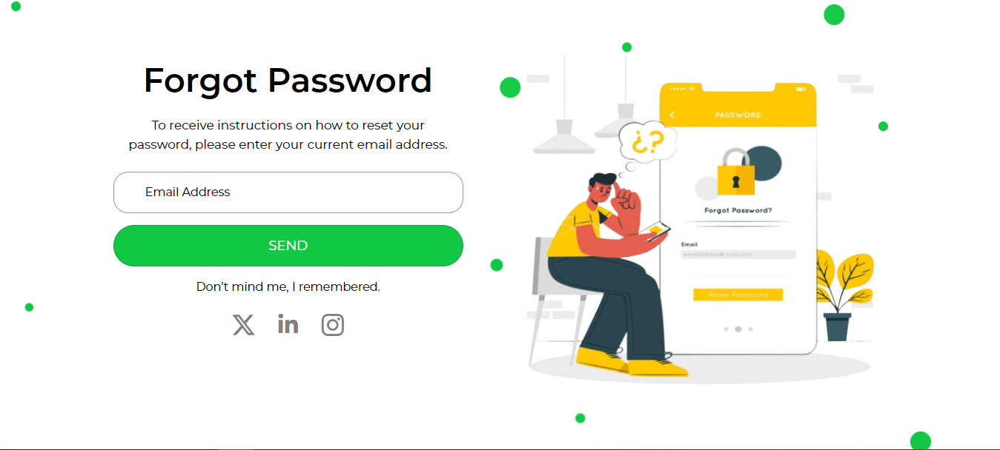 Forgot Password
To receive instructions on how to reset your
password, please enter your current email address.
Email Address
SEND
Don’t mind me, I remembered.
PASSWORD
¿?
Forgot Password?
Email
emailadress@mail.com
Reset Password